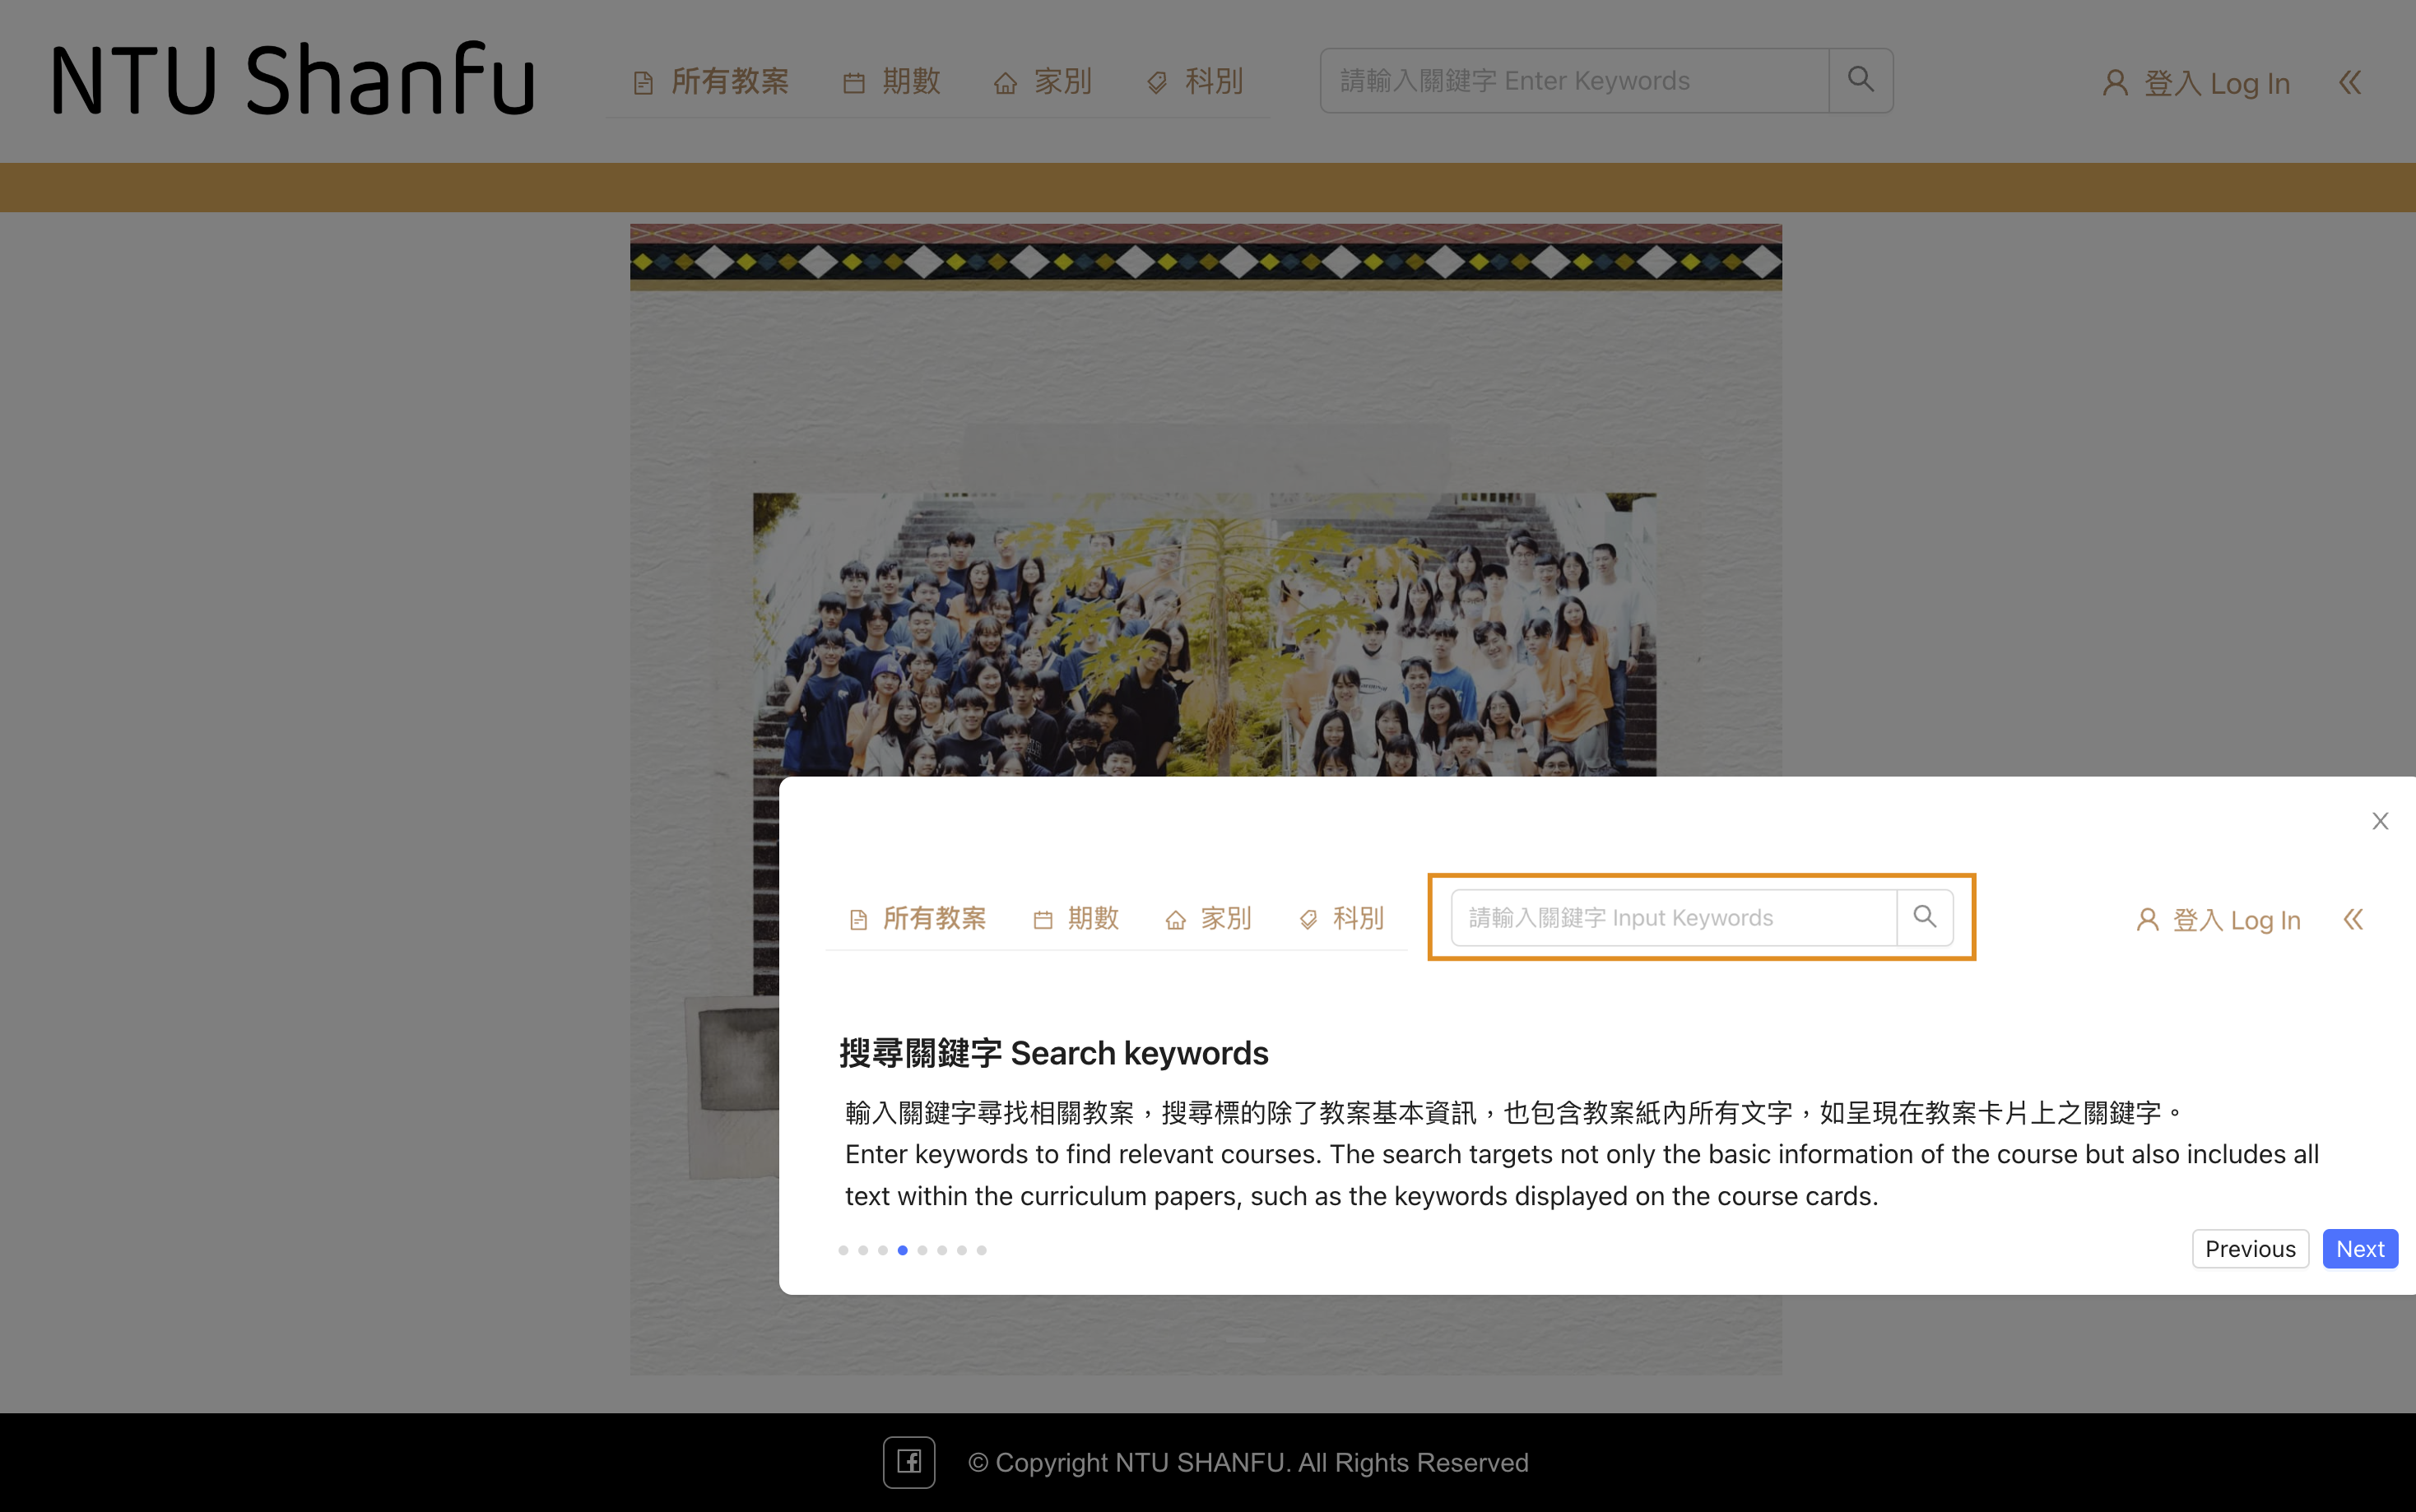 NTU Shanfu
所有教案 期數 家別 科別 請輸入關鍵字 Enter Keywords 登入 Log In
所有教案 期數 家別 科別 請輸入關鍵字 Input Keywords 登入 Log In
搜尋關鍵字 Search keywords
輸入關鍵字尋找相關教案，搜尋標的除了教案基本資訊，也包含教案紙內所有文字，如呈現在教案卡片上之關鍵字。
Enter keywords to find relevant courses. The search targets not only the basic information of the course but also includes all
text within the curriculum papers, such as the keywords displayed on the course cards.
Previous Next
© Copyright NTU SHANFU. All Rights Reserved